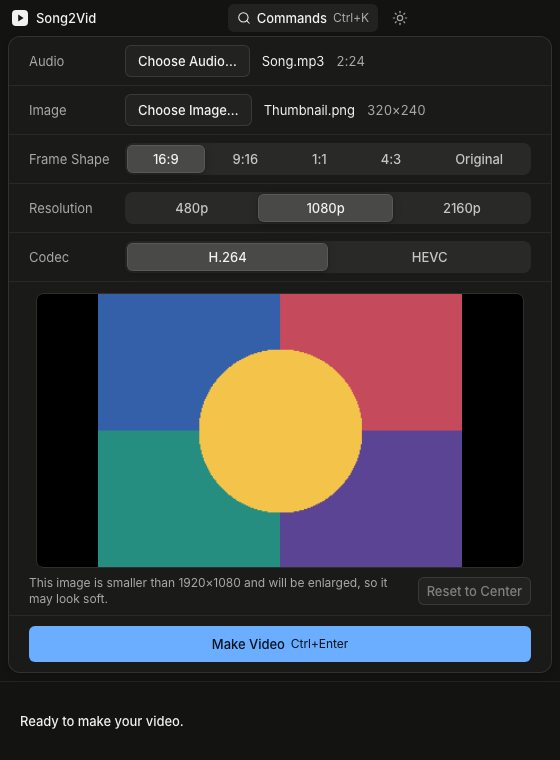 Song2Vid
Commands Ctrl+K
Audio Choose Audio... Song.mp3 2:24
Image Choose Image... Thumbnail.png 320×240
Frame Shape 16:9 9:16 1:1 4:3 Original
Resolution 480p 1080p 2160p
Codec H.264 HEVC
This image is smaller than 1920×1080 and will be enlarged, so it
may look soft.
Reset to Center
Make Video Ctrl+Enter
Ready to make your video.